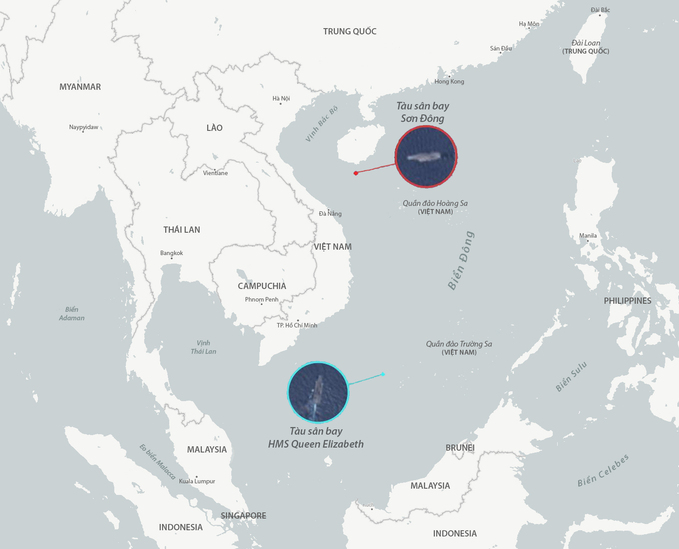 Đài Bắc
Hạ Môn
TRUNG QUỐC
Đài Loan
(TRUNG QUỐC)
Sán Đầu
Hong Kong
MYANMAR
Hà Nội
Tàu sân bay
Sơn Đông
Vịnh Bắc Bộ
Naypyidaw
LÀO
Vientiane
Quần đảo Hoàng Sa
(VIỆT NAM)
Đà Nẵng
THÁI LAN
VIỆT NAM
Manila
Bangkok
Biển Đông
CAMPUCHIA
Phnom Penh
PHILIPPINES
Biển
Adaman
TP. Hồ Chí Minh
Vịnh
Thái Lan
Quần đảo Trường Sa
(VIỆT NAM)
Biển Sulu
Tàu sân bay
HMS Queen Elizabeth
MALAYSIA
BRUNEI
Eo biển Malacca
Biển Celebes
Kuala Lumpur
MALAYSIA
SINGAPORE
INDONESIA
INDONESIA